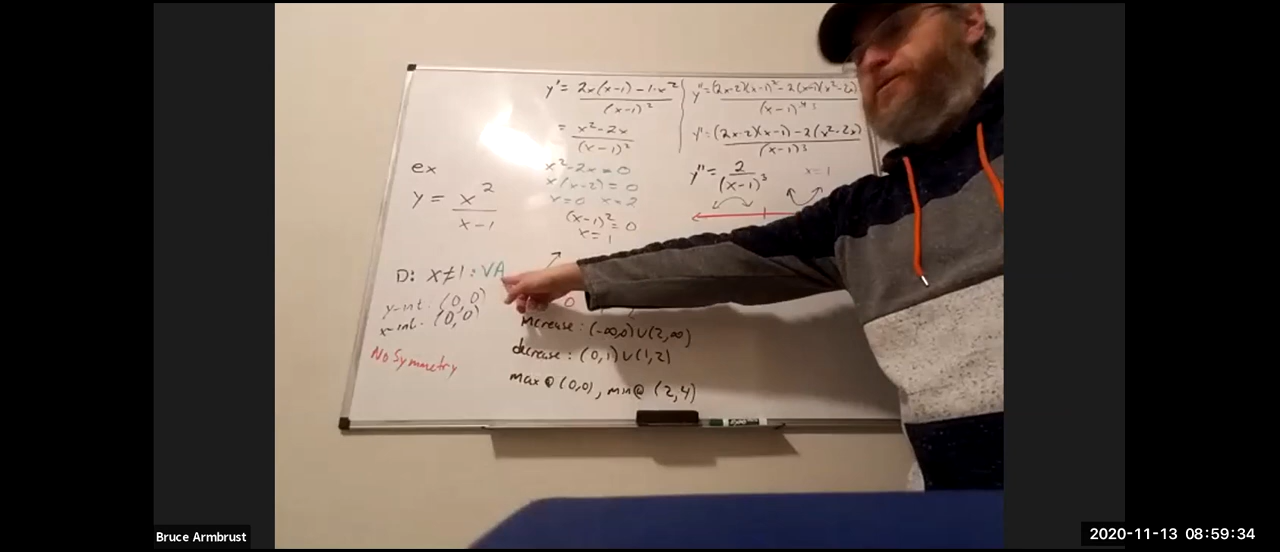 ex
y = x²/(x-1)
D: x≠1: VA
y-int: (0,0)
x-int: (0,0)
No Symmetry
y' = (2x(x-1) - 1·x²)/(x-1)²
= (x²-2x)/(x-1)²
x²-2x = 0
x(x-2) = 0
x=0 x=2
(x-1)² = 0
x=1
0
increase: (-∞,0)∪(2,∞)
decrease: (0,1)∪(1,2)
max@(0,0), min@(2,4)
y'' = ((2x-2)(x-1)² - 2(x-1)(x²-2x))/(x-1)⁴ ³
y'' = ((2x-2)(x-1) - 2(x²-2x))/(x-1)³
y'' = 2/(x-1)³
x=1
Bruce Armbrust
2020-11-13 08:59:34